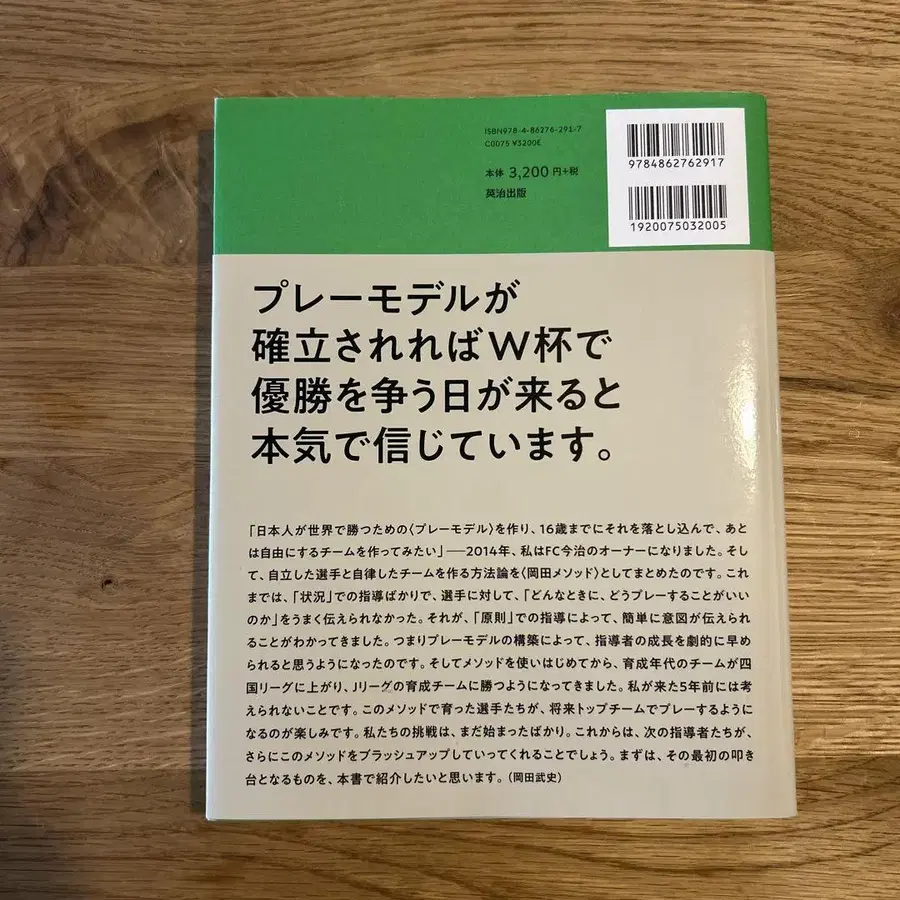 ISBN978-4-86276-291-7
C0075 ¥3200E
本体 3,200 円+税
英治出版
9784862762917
1920075032005
プレーモデルが
確立されればW杯で
優勝を争う日が来ると
本気で信じています。
「日本人が世界で勝つための〈プレーモデル〉を作り、16歳までにそれを落とし込んで、あと
は自由にするチームを作ってみたい」──2014年、私はFC今治のオーナーになりました。そし
て、自立した選手と自律したチームを作る方法論を〈岡田メソッド〉としてまとめたのです。これ
までは、「状況」での指導ばかりで、選手に対して、「どんなときに、どうプレーすることがいい
のか」をうまく伝えられなかった。それが、「原則」での指導によって、簡単に意図が伝えられ
ることがわかってきました。つまりプレーモデルの構築によって、指導者の成長を劇的に早め
られると思うようになったのです。そしてメソッドを使いはじめてから、育成年代のチームが四
国リーグに上がり、Jリーグの育成チームに勝つようになってきました。私が来た5年前には考
えられないことです。このメソッドで育った選手たちが、将来トップチームでプレーするように
なるのが楽しみです。私たちの挑戦は、まだ始まったばかり。これからは、次の指導者たちが、
さらにこのメソッドをブラッシュアップしていってくれることでしょう。まずは、その最初の叩き
台となるものを、本書で紹介したいと思います。（岡田武史）